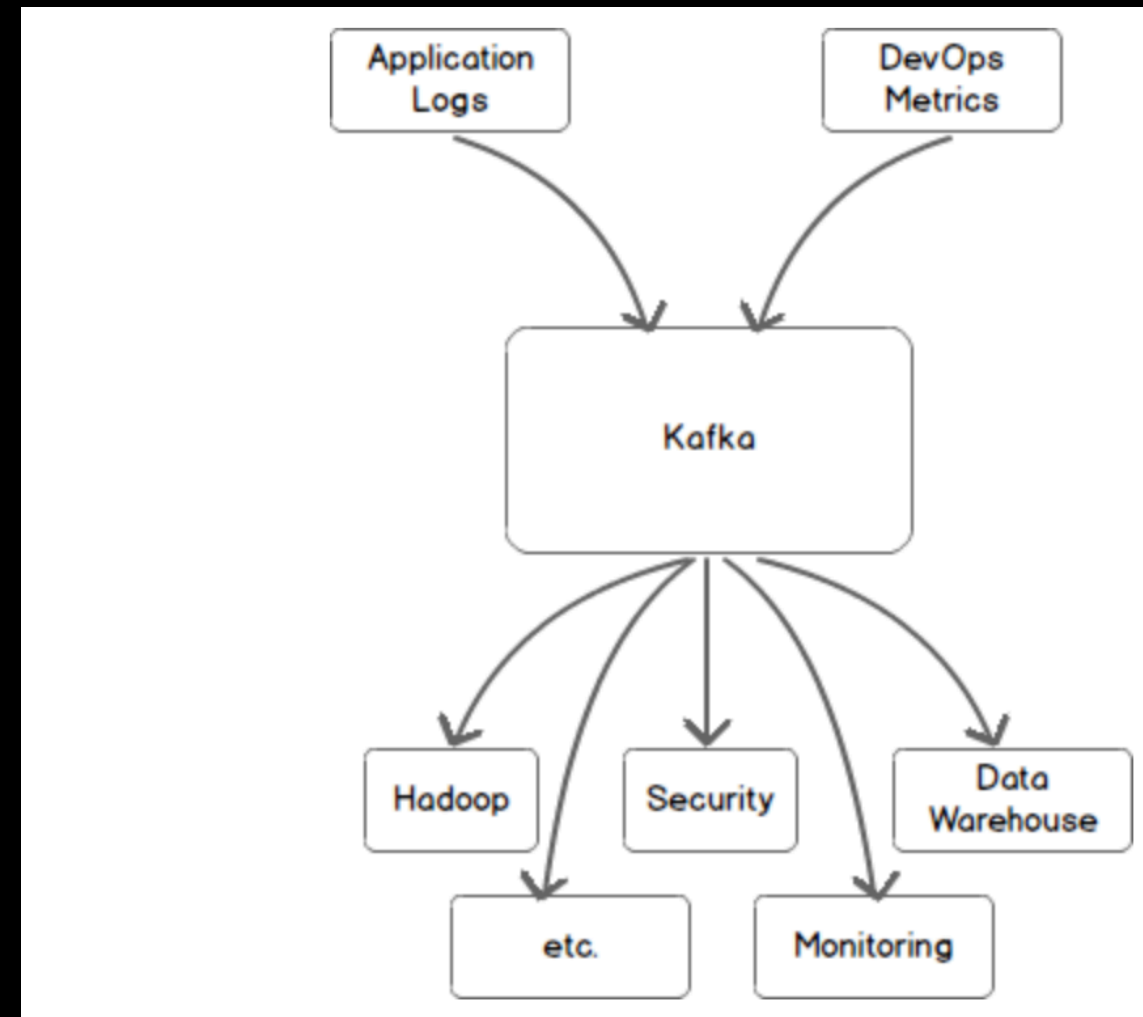 Application
Logs
DevOps
Metrics
Kafka
Hadoop
Security
Data
Warehouse
etc.
Monitoring